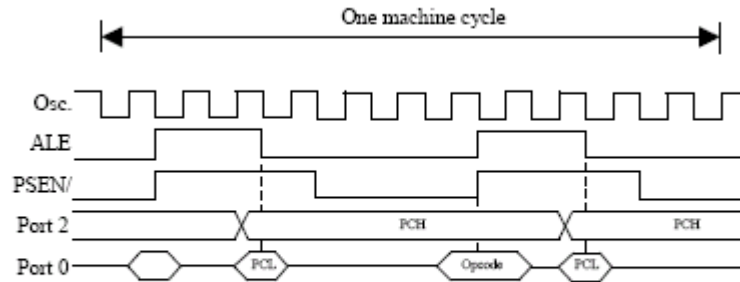 One machine cycle
Osc.
ALE
PSEN/
Port 2 PCH PCH
Port 0 PCL Opcode PCL